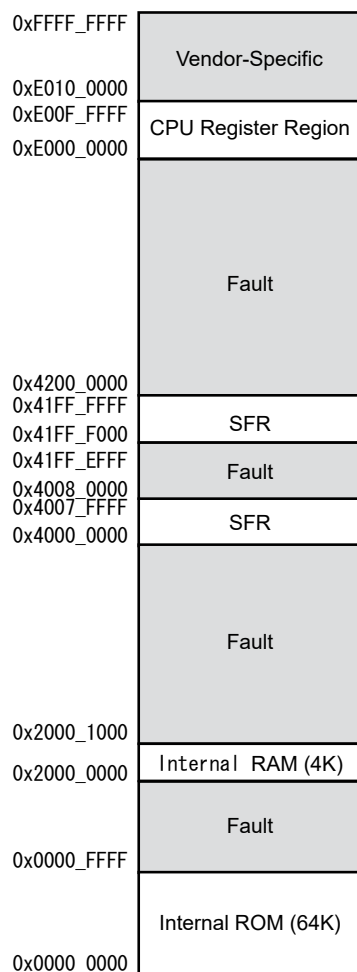 0xFFFF_FFFF
Vendor-Specific
0xE010_0000
0xE00F_FFFF
CPU Register Region
0xE000_0000
Fault
0x4200_0000
0x41FF_FFFF
SFR
0x41FF_F000
0x41FF_EFFF
Fault
0x4008_0000
0x4007_FFFF
SFR
0x4000_0000
Fault
0x2000_1000
Internal RAM (4K)
0x2000_0000
Fault
0x0000_FFFF
Internal ROM (64K)
0x0000_0000